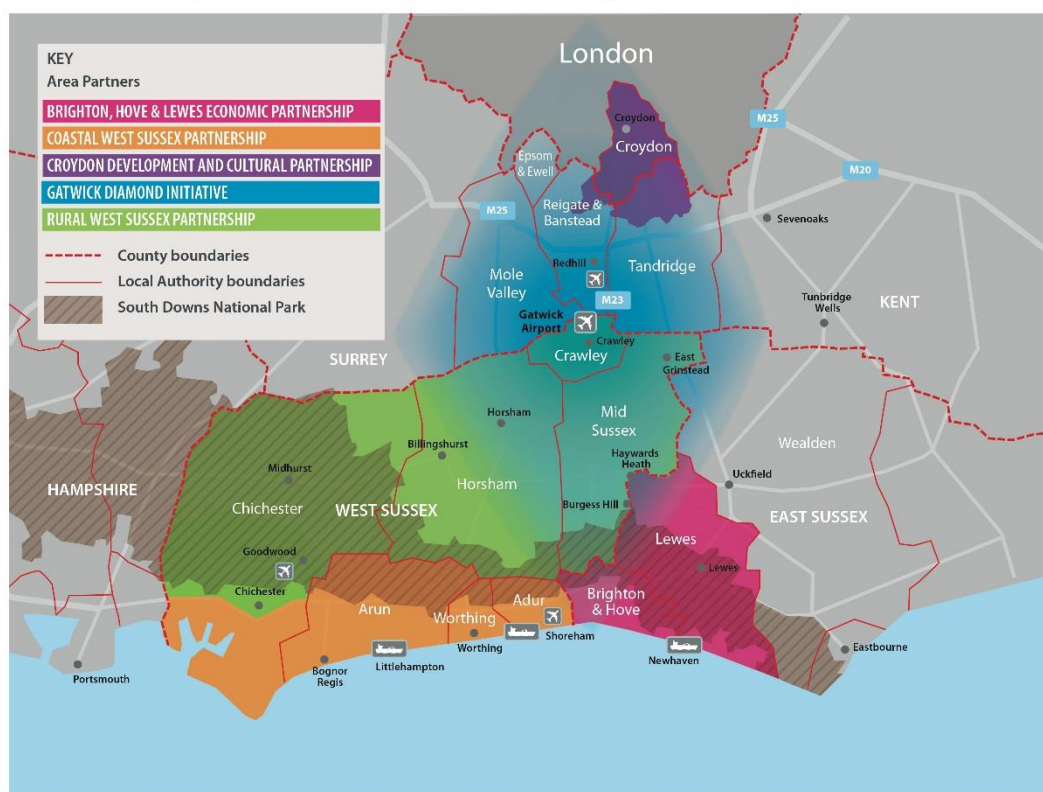 London
KEY
Area Partners
BRIGHTON, HOVE & LEWES ECONOMIC PARTNERSHIP
COASTAL WEST SUSSEX PARTNERSHIP
CROYDON DEVELOPMENT AND CULTURAL PARTNERSHIP
GATWICK DIAMOND INITIATIVE
RURAL WEST SUSSEX PARTNERSHIP
County boundaries
Local Authority boundaries
South Downs National Park
Croydon
Croydon
M25
Epsom
& Ewell
M20
M25
Reigate &
Banstead
Sevenoaks
Redhill
Mole
Valley
Tandridge
M23
KENT
Tunbridge
Wells
Gatwick
Airport
Crawley
Crawley
SURREY
East
Grinstead
Horsham
Mid
Sussex
Billingshurst
Wealden
Haywards
Heath
Midhurst
Uckfield
HAMPSHIRE
Horsham
Chichester
WEST SUSSEX
Burgess Hill
EAST SUSSEX
Lewes
Goodwood
Lewes
Chichester
Brighton
& Hove
Arun
Adur
Worthing
Shoreham
Worthing
Eastbourne
Littlehampton
Newhaven
Bognor
Regis
Portsmouth